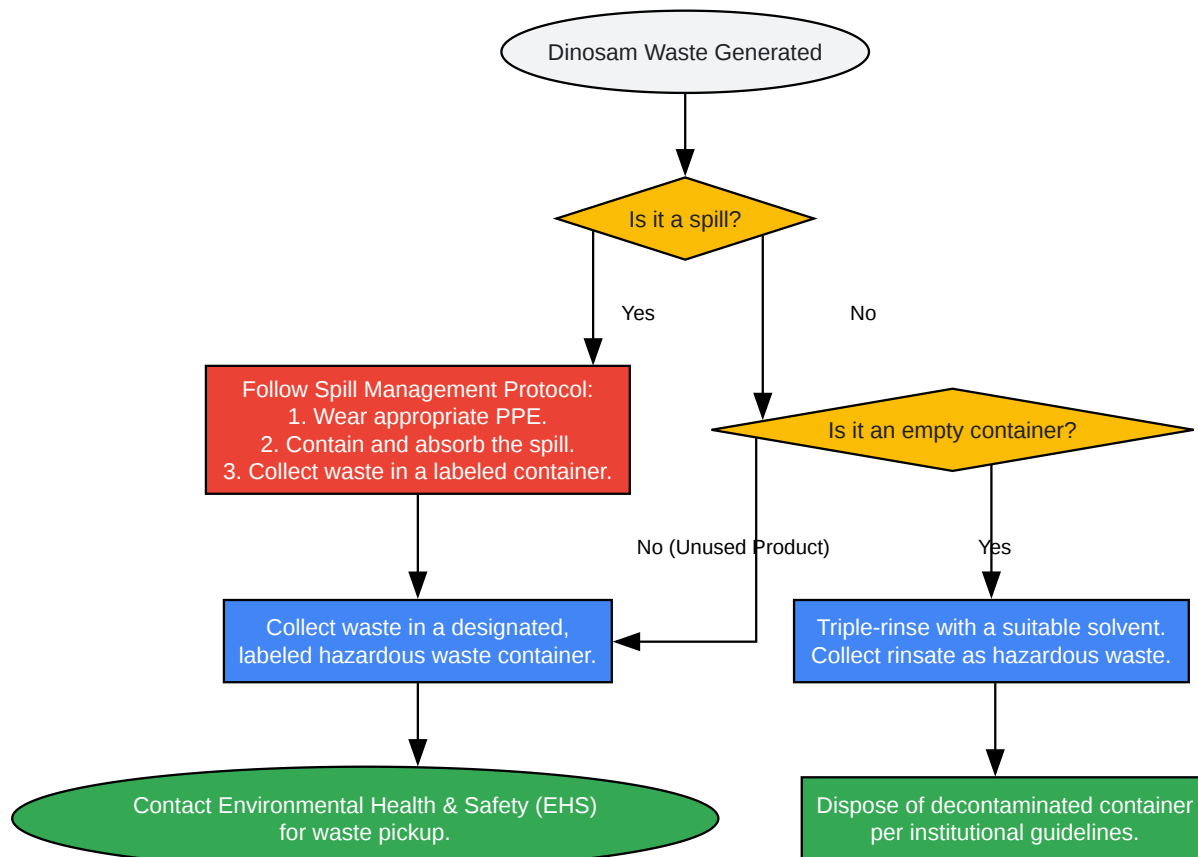 Dinosam Waste Generated
Is it a spill?
Yes
No
Follow Spill Management Protocol:
1. Wear appropriate PPE.
2. Contain and absorb the spill.
3. Collect waste in a labeled container.
Is it an empty container?
No (Unused Product)
Yes
Collect waste in a designated,
labeled hazardous waste container.
Triple-rinse with a suitable solvent.
Collect rinsate as hazardous waste.
Contact Environmental Health & Safety (EHS)
for waste pickup.
Dispose of decontaminated container
per institutional guidelines.